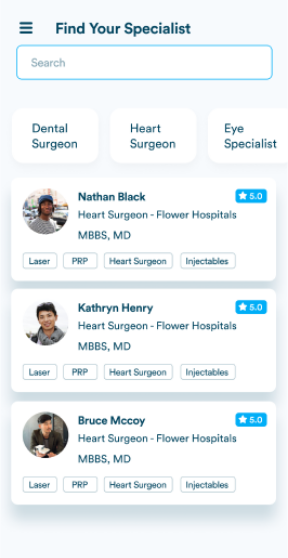 Find Your Specialist
Search
Dental
Surgeon
Heart
Surgeon
Eye
Specialist
Nathan Black
5.0
Heart Surgeon - Flower Hospitals
MBBS, MD
Laser PRP Heart Surgeon Injectables
Kathryn Henry
5.0
Heart Surgeon - Flower Hospitals
MBBS, MD
Laser PRP Heart Surgeon Injectables
Bruce Mccoy
5.0
Heart Surgeon - Flower Hospitals
MBBS, MD
Laser PRP Heart Surgeon Injectables